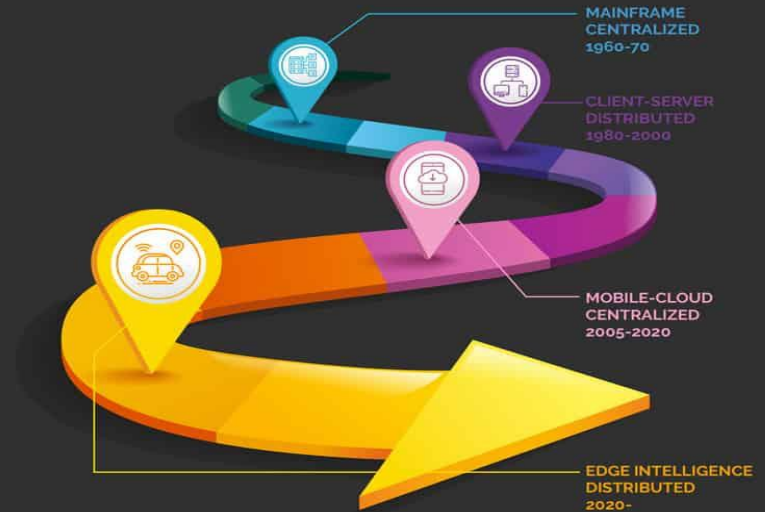 MAINFRAME
CENTRALIZED
1960-70
CLIENT-SERVER
DISTRIBUTED
1980-2000
MOBILE-CLOUD
CENTRALIZED
2005-2020
EDGE INTELLIGENCE
DISTRIBUTED
2020-